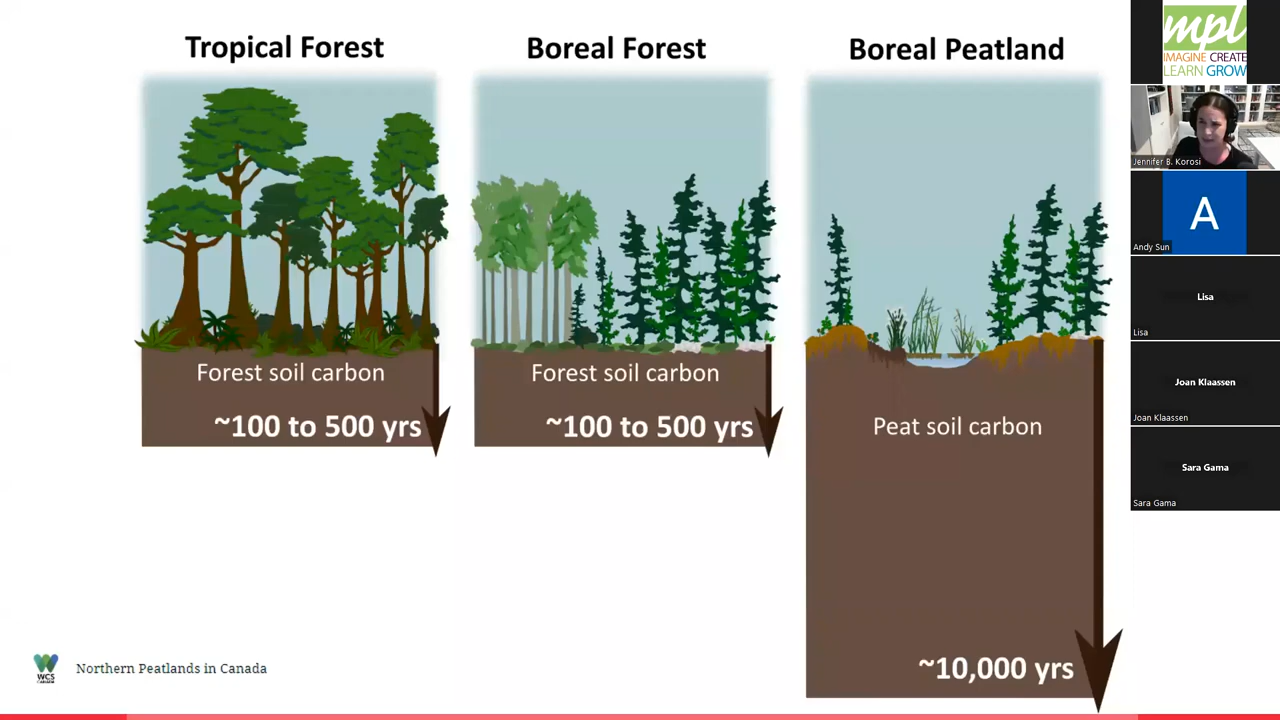 Tropical Forest
Boreal Forest
Boreal Peatland
Forest soil carbon
~100 to 500 yrs
Forest soil carbon
~100 to 500 yrs
Peat soil carbon
~10,000 yrs
WCS
CANADA
Northern Peatlands in Canada
mpl
IMAGINE CREATE
LEARN GROW
Jennifer B. Korosi
A
Andy Sun
Lisa
Lisa
Joan Klaassen
Joan Klaassen
Sara Gama
Sara Gama